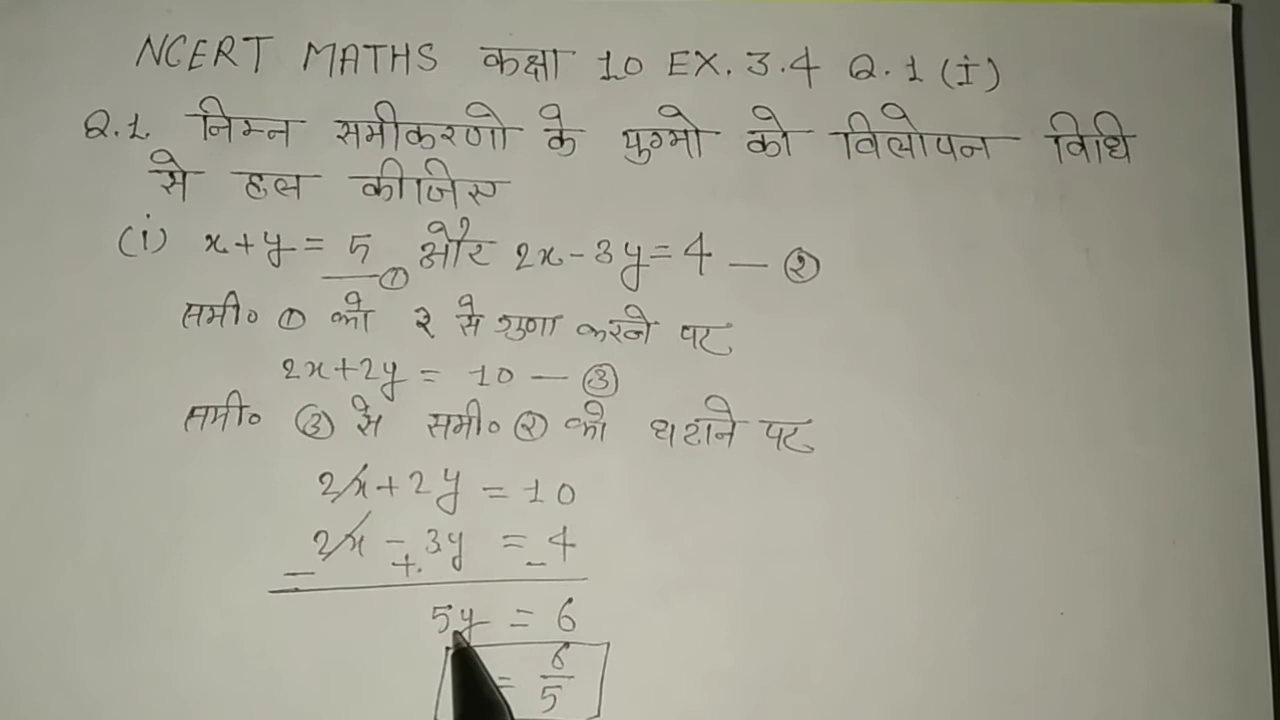 NCERT MATHS कक्षा 10 EX. 3.4 Q.1 (i)
Q.1. निम्न समीकरणो के युग्मो को विलोपन विधि
से हल कीजिए
(i) x+y = 5 —① और 2x-3y=4 — ②
समी० ① को २ से गुणा करने पर
2x+2y = 10 — ③
समी० ③ से समी० ② को घटाने पर
2x+2y = 10
2x - 3y = 4
- + -
5y = 6
= 6/5